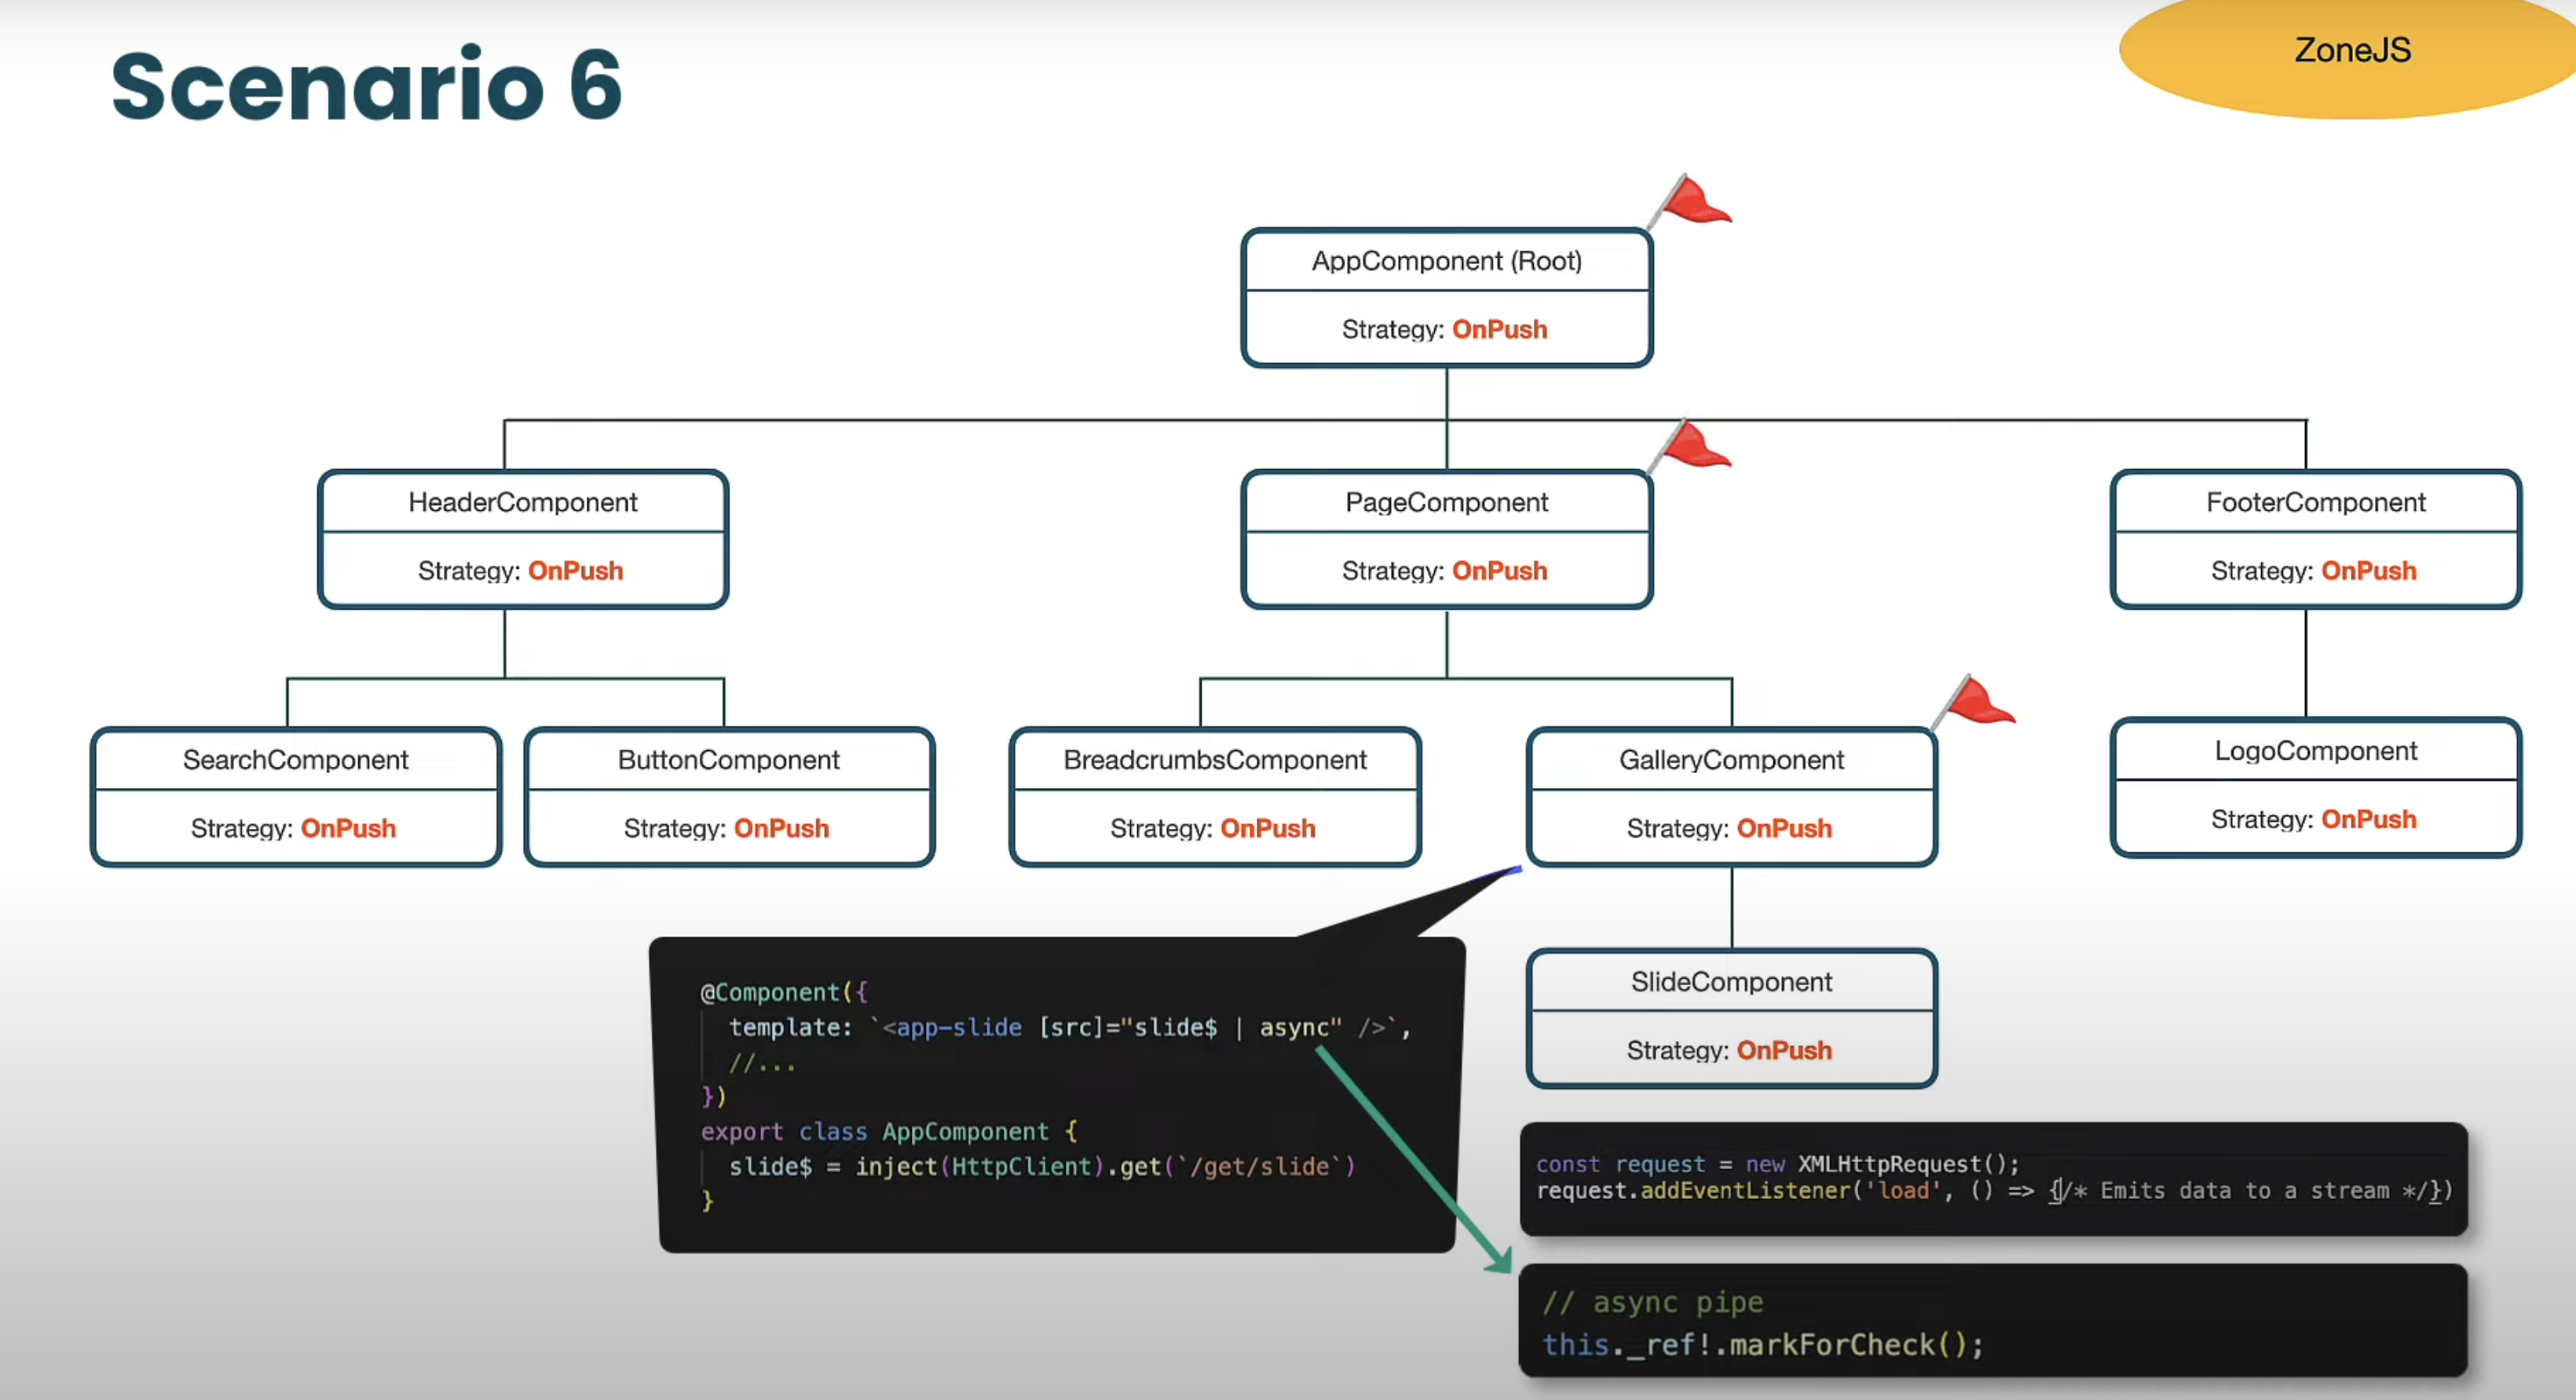 Scenario 6
ZoneJS
AppComponent (Root)
Strategy: OnPush
HeaderComponent
Strategy: OnPush
PageComponent
Strategy: OnPush
FooterComponent
Strategy: OnPush
SearchComponent
Strategy: OnPush
ButtonComponent
Strategy: OnPush
BreadcrumbsComponent
Strategy: OnPush
GalleryComponent
Strategy: OnPush
LogoComponent
Strategy: OnPush
SlideComponent
Strategy: OnPush
@Component({
template: `<app-slide [src]="slide$ | async" />`,
//...
})
export class AppComponent {
slide$ = inject(HttpClient).get(`/get/slide`)
}
const request = new XMLHttpRequest();
request.addEventListener('load', () => {/* Emits data to a stream */})
// async pipe
this._ref!.markForCheck();